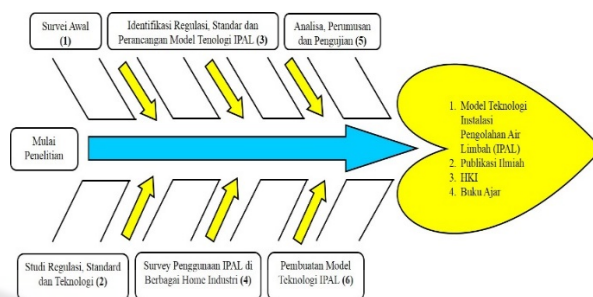 Survei Awal
(1)
Identifikasi Regulasi, Standar dan
Perancangan Model Tenologi IPAL (3)
Analisa, Perumusan
dan Pengujian (5)
Mulai
Penelitian
1. Model Teknologi
Instalasi
Pengolahan Air
Limbah (IPAL)
2. Publikasi Ilmiah
3. HKI
4. Buku Ajar
Studi Regulasi, Standard
dan Teknologi (2)
Survey Penggunaan IPAL di
Berbagai Home Industri (4)
Pembuatan Model
Teknologi IPAL (6)